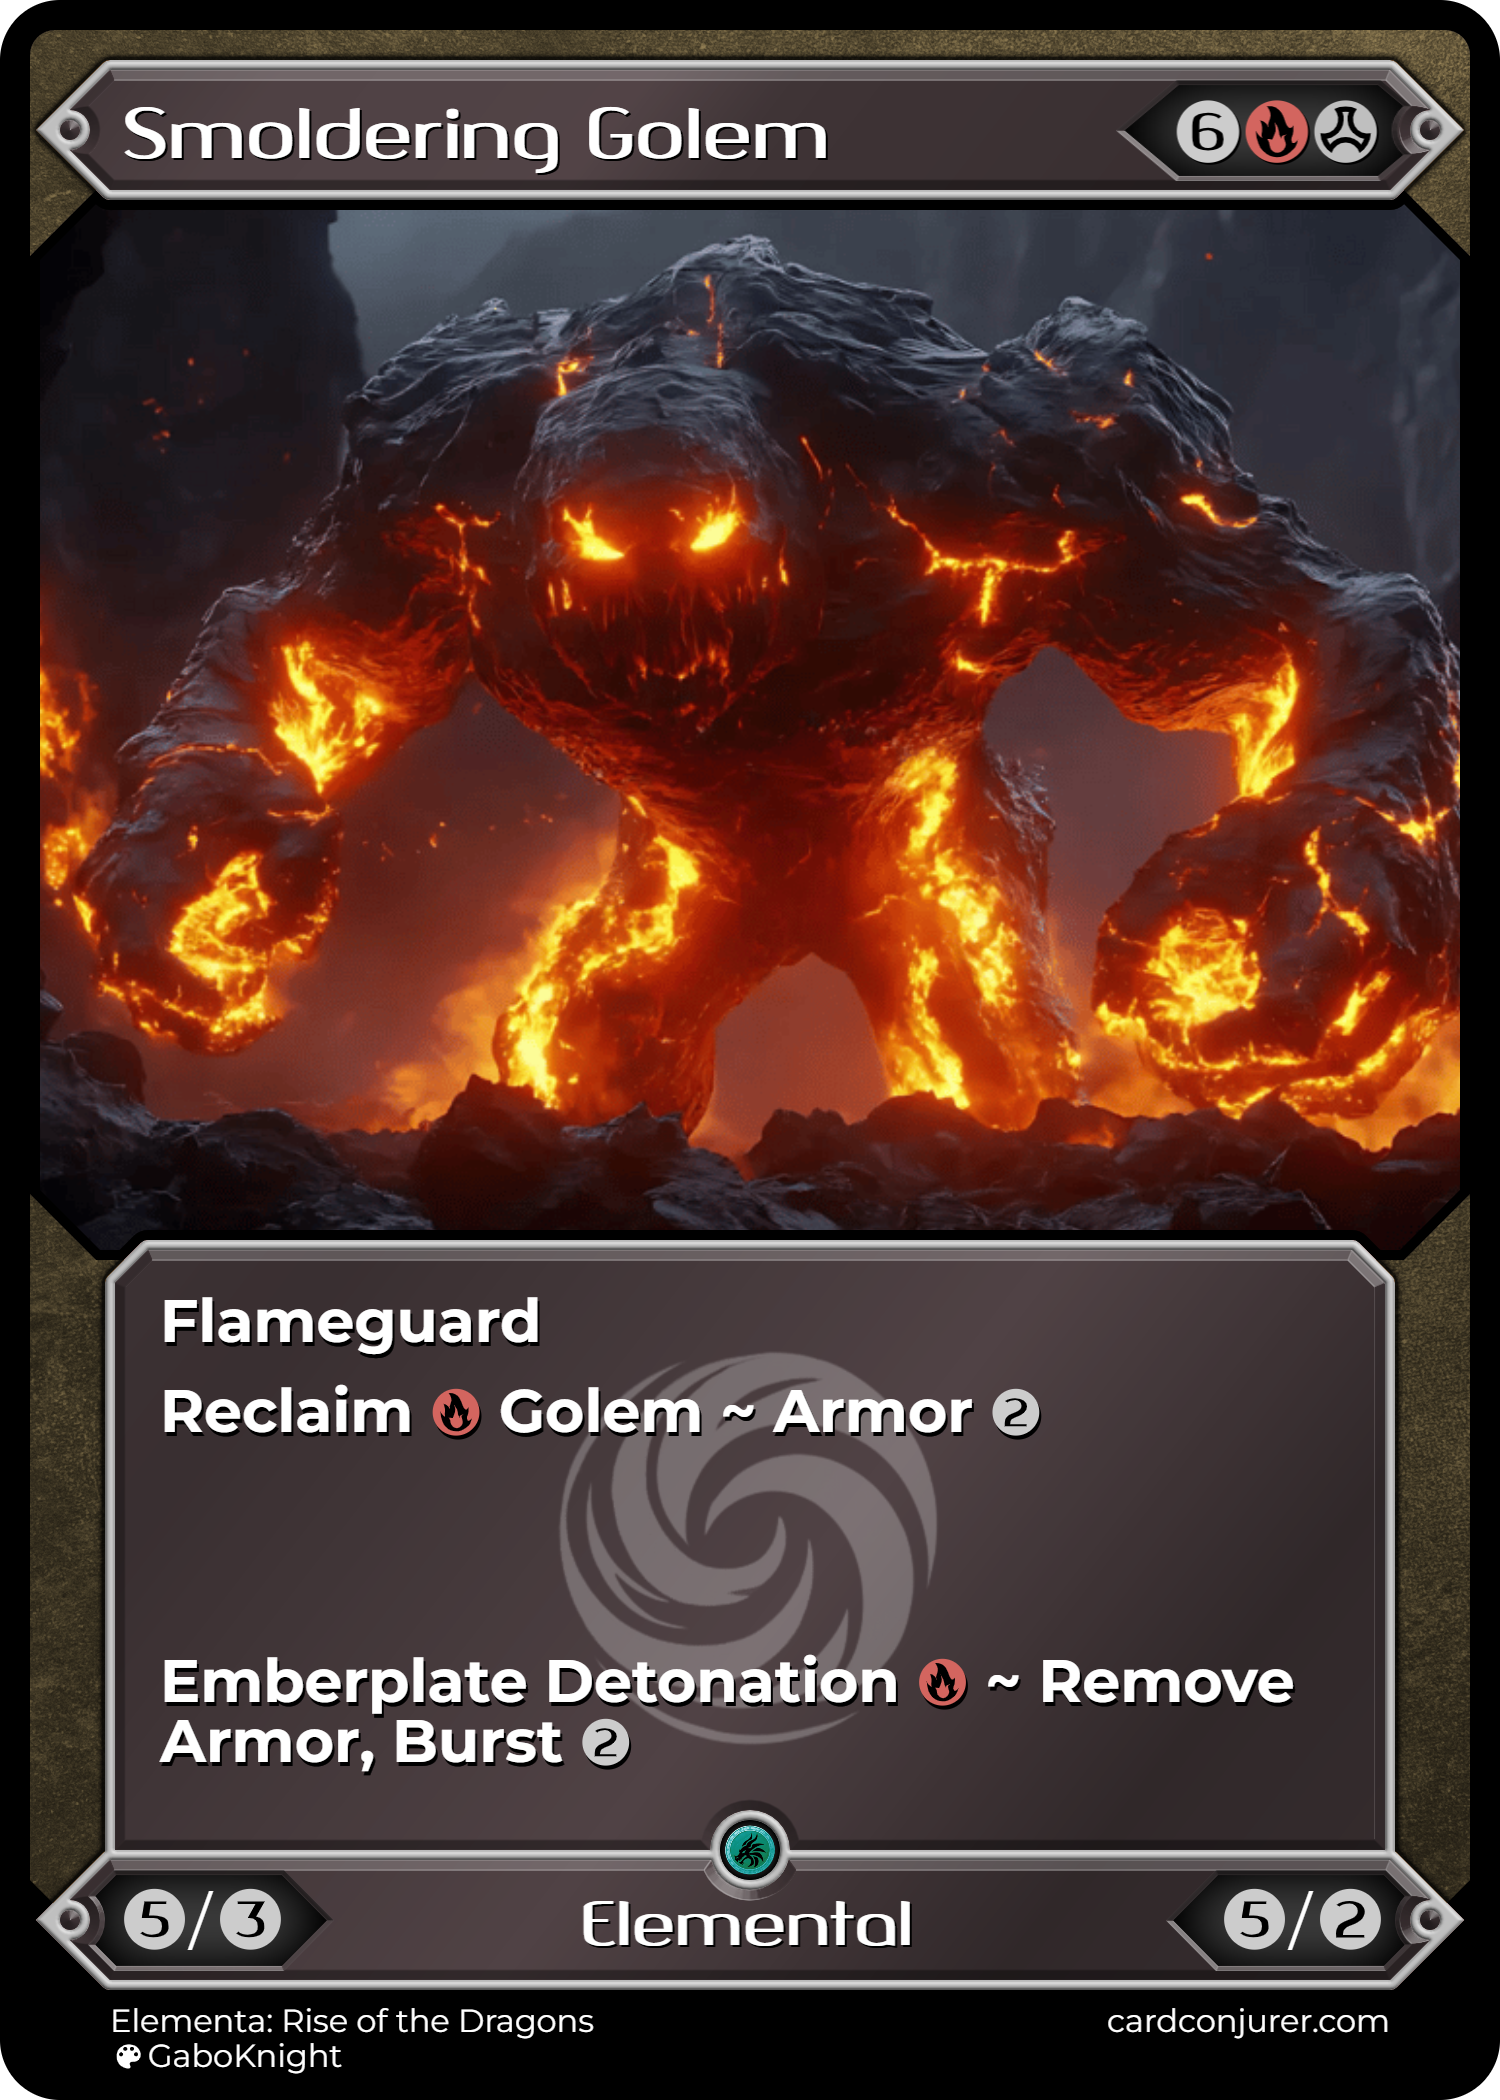 Smoldering Golem 6
Flameguard
Reclaim Golem ~ Armor 2
Emberplate Detonation ~ Remove
Armor, Burst 2
5/3 Elemental 5/2
Elementa: Rise of the Dragons cardconjurer.com
GaboKnight